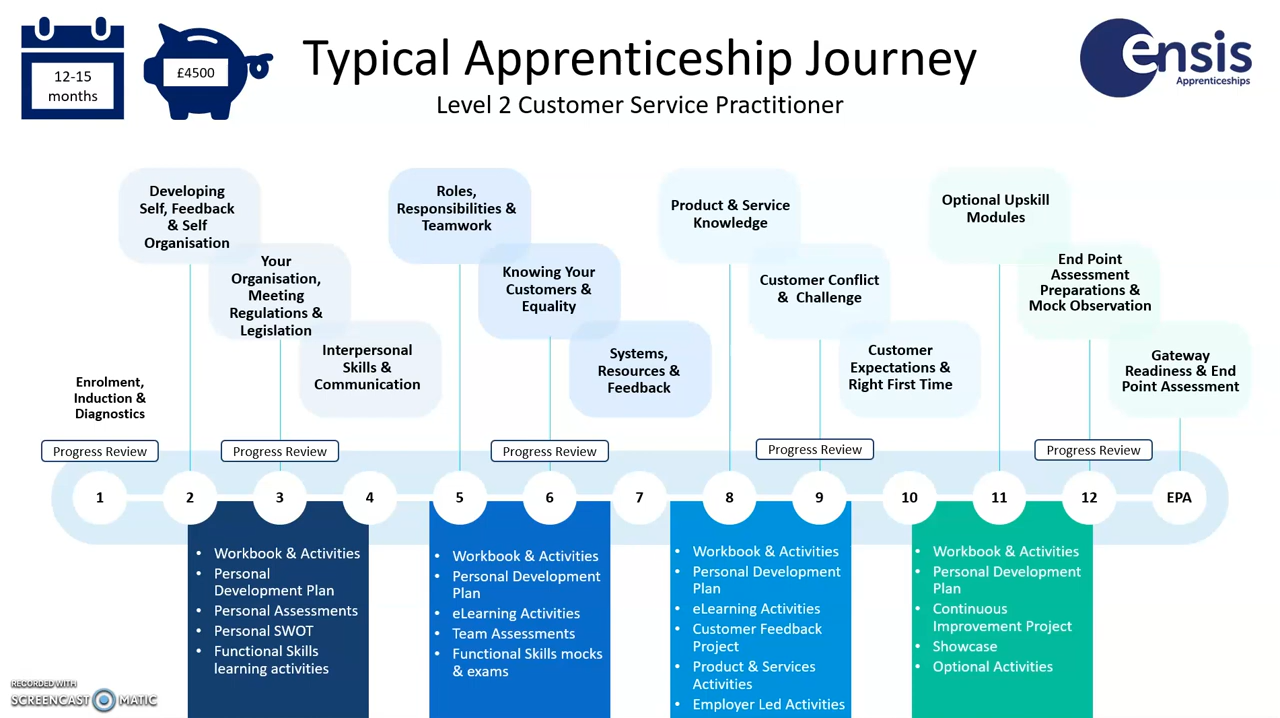 12-15
months
£4500
Typical Apprenticeship Journey
Level 2 Customer Service Practitioner
ensis
Apprenticeships
Developing
Self, Feedback
& Self
Organisation
Your
Organisation,
Meeting
Regulations &
Legislation
Interpersonal
Skills &
Communication
Roles,
Responsibilities &
Teamwork
Knowing Your
Customers &
Equality
Systems,
Resources &
Feedback
Product & Service
Knowledge
Customer Conflict
& Challenge
Customer
Expectations &
Right First Time
Optional Upskill
Modules
End Point
Assessment
Preparations &
Mock Observation
Gateway
Readiness & End
Point Assessment
Enrolment,
Induction &
Diagnostics
Progress Review
Progress Review
Progress Review
Progress Review
Progress Review
1
2
3
4
5
6
7
8
9
10
11
12
EPA
• Workbook & Activities
• Personal
Development Plan
• Personal Assessments
• Personal SWOT
• Functional Skills
learning activities
• Workbook & Activities
• Personal Development
Plan
• eLearning Activities
• Team Assessments
• Functional Skills mocks
& exams
• Workbook & Activities
• Personal Development
Plan
• eLearning Activities
• Customer Feedback
Project
• Product & Services
Activities
• Employer Led Activities
• Workbook & Activities
• Personal Development
Plan
• Continuous
Improvement Project
• Showcase
• Optional Activities
RECORDED WITH
SCREENCAST MATIC